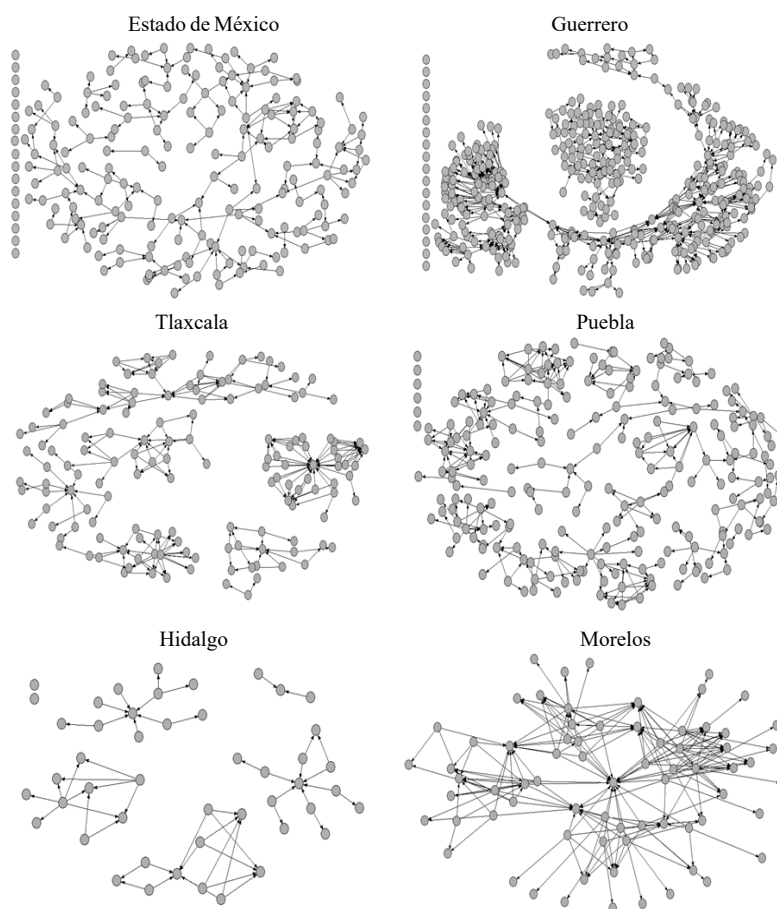 Estado de México
Guerrero
Tlaxcala
Puebla
Hidalgo
Morelos